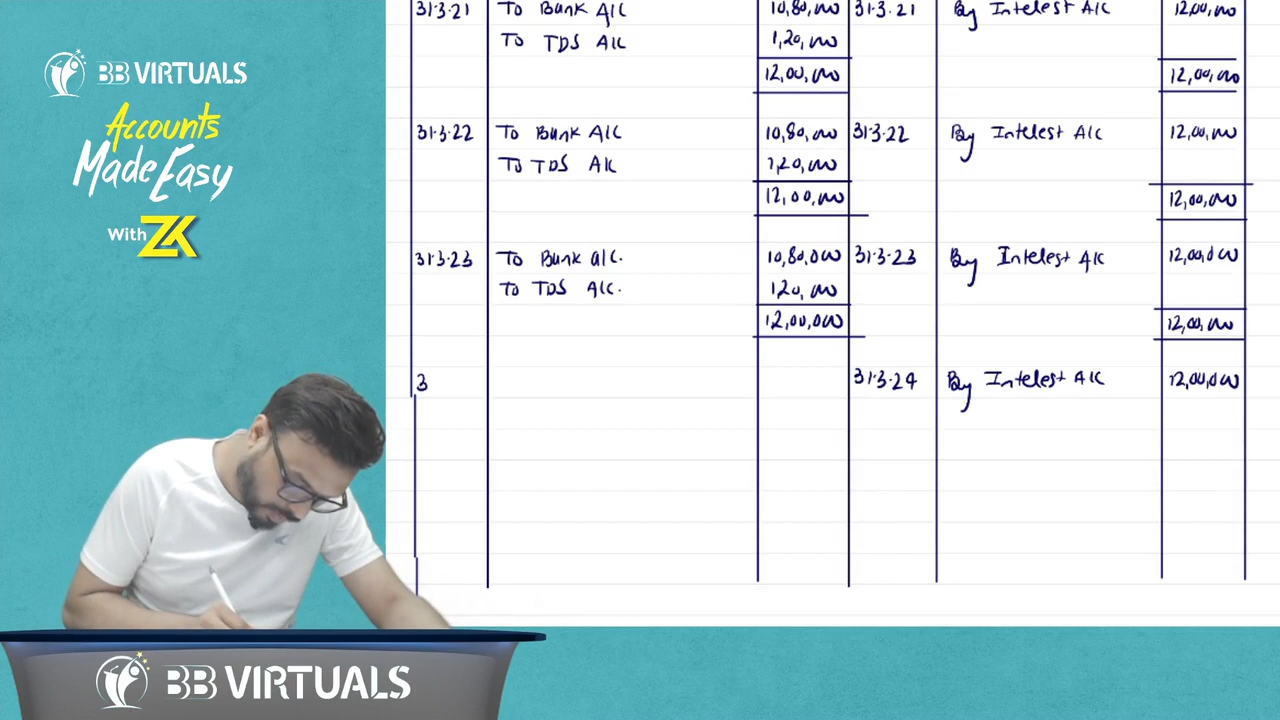 BB VIRTUALS
Accounts
Made Easy
With ZK
31.3.21 To Bank A/C 10,80,000 31.3.21 By Interest A/C 12,00,000
To TDS A/C 1,20,000
12,00,000 12,00,000
31.3.22 To Bank A/C 10,80,000 31.3.22 By Interest A/C 12,00,000
To TDS A/C 1,20,000
12,00,000 12,00,000
31.3.23 To Bank a/c. 10,80,000 31.3.23 By Interest A/C 12,00,000
To TDS A/C. 120,000
12,00,000 12,00,000
3 31.3.24 By Interest A/C 12,00,000
BB VIRTUALS